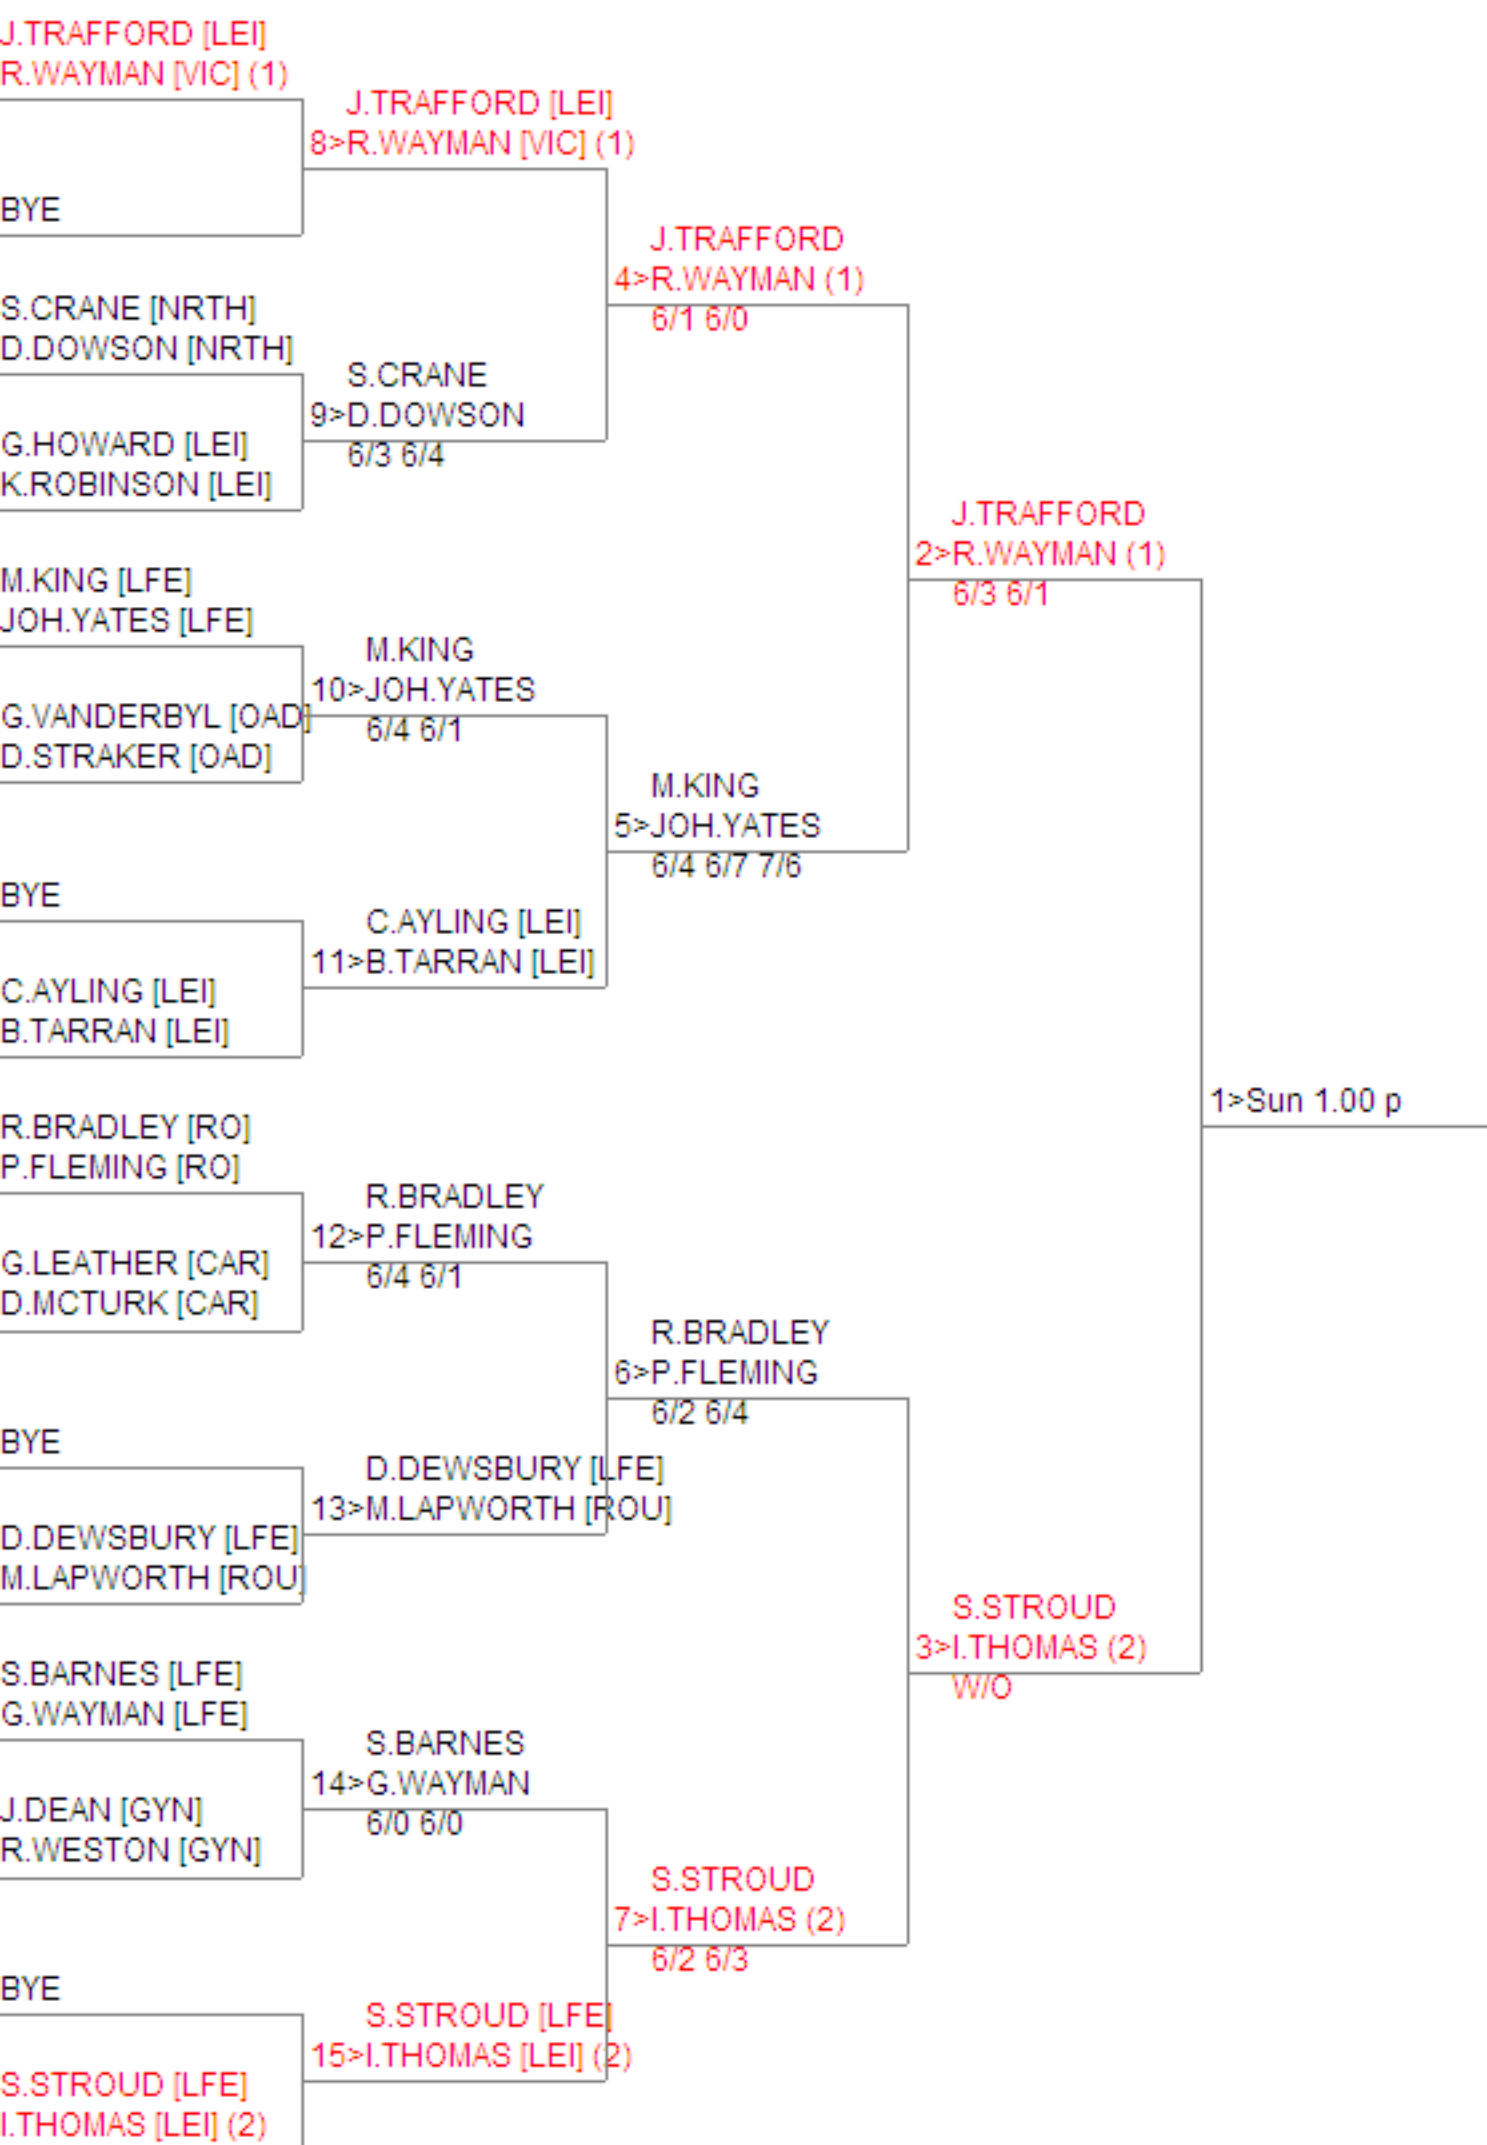 J.TRAFFORD [LEI]
R.WAYMAN [VIC] (1)
BYE
S.CRANE [NRTH]
D.DOWSON [NRTH]
G.HOWARD [LEI]
K.ROBINSON [LEI]
M.KING [LFE]
JOH.YATES [LFE]
G.VANDERBYL [OAD]
D.STRAKER [OAD]
BYE
C.AYLING [LEI]
B.TARRAN [LEI]
R.BRADLEY [RO]
P.FLEMING [RO]
G.LEATHER [CAR]
D.MCTURK [CAR]
BYE
D.DEWSBURY [LFE]
M.LAPWORTH [ROU]
S.BARNES [LFE]
G.WAYMAN [LFE]
J.DEAN [GYN]
R.WESTON [GYN]
BYE
S.STROUD [LFE]
I.THOMAS [LEI] (2)
J.TRAFFORD [LEI]
8>R.WAYMAN [VIC] (1)
S.CRANE
9>D.DOWSON
6/3 6/4
M.KING
10>JOH.YATES
6/4 6/1
C.AYLING [LEI]
11>B.TARRAN [LEI]
R.BRADLEY
12>P.FLEMING
6/4 6/1
D.DEWSBURY [LFE]
13>M.LAPWORTH [ROU]
S.BARNES
14>G.WAYMAN
6/0 6/0
S.STROUD [LFE]
15>I.THOMAS [LEI] (2)
J.TRAFFORD
4>R.WAYMAN (1)
6/1 6/0
M.KING
5>JOH.YATES
6/4 6/7 7/6
R.BRADLEY
6>P.FLEMING
6/2 6/4
S.STROUD
7>I.THOMAS (2)
6/2 6/3
J.TRAFFORD
2>R.WAYMAN (1)
6/3 6/1
S.STROUD
3>I.THOMAS (2)
W/O
1>Sun 1.00 p